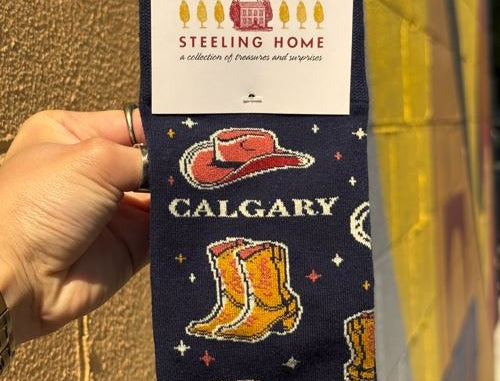 STEELING HOME
a collection of treasures and surprises
CALGARY